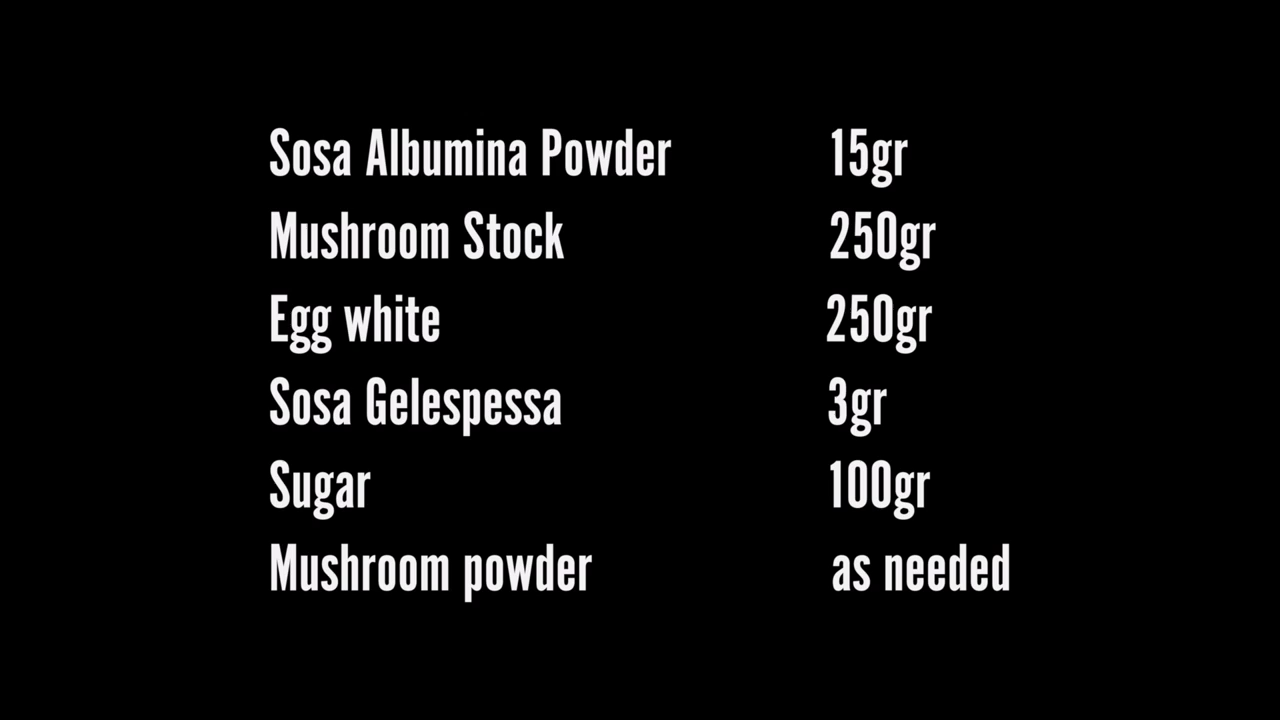 Sosa Albumina Powder 15gr
Mushroom Stock 250gr
Egg white 250gr
Sosa Gelespessa 3gr
Sugar 100gr
Mushroom powder as needed